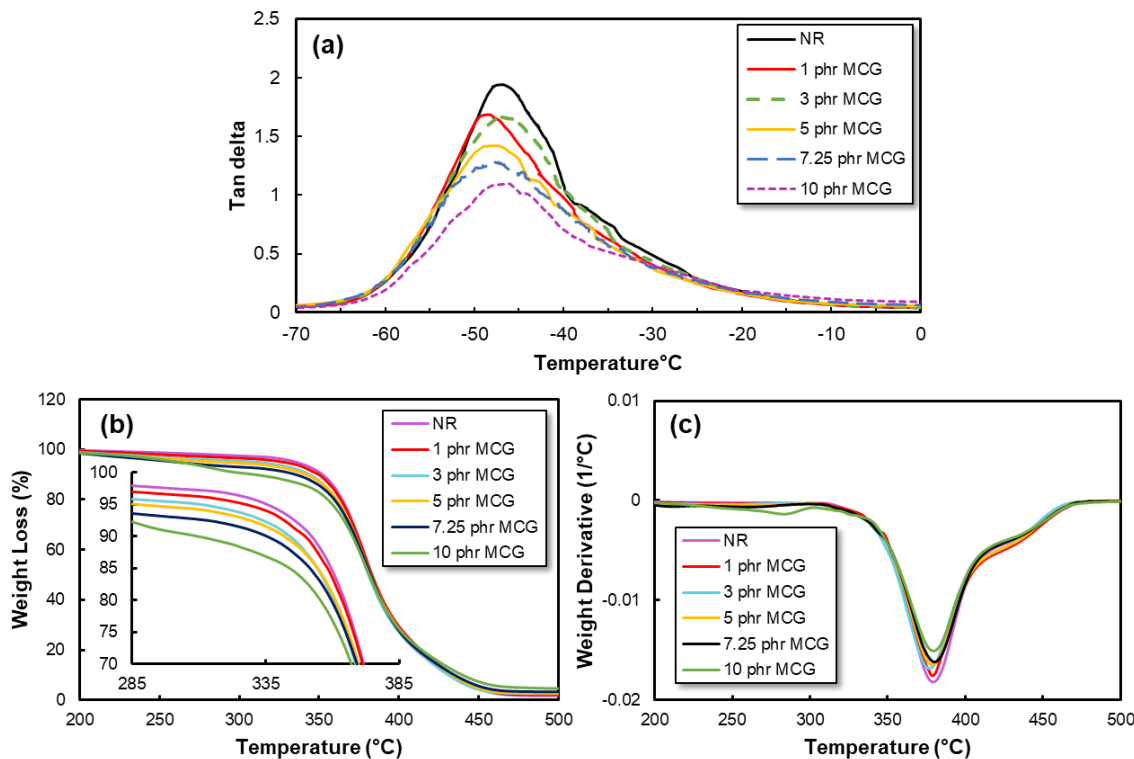 (a)
2.5
2
1.5
1
0.5
0
Tan delta
-70 -60 -50 -40 -30 -20 -10 0
Temperature°C
NR
1 phr MCG
3 phr MCG
5 phr MCG
7.25 phr MCG
10 phr MCG
(b)
120
100
80
60
40
20
0
Weight Loss (%)
200 250 300 350 400 450 500
Temperature (°C)
NR
1 phr MCG
3 phr MCG
5 phr MCG
7.25 phr MCG
10 phr MCG
100
95
90
85
80
75
70
285 335 385
(c)
0.01
0
-0.01
-0.02
Weight Derivative (1/°C)
200 250 300 350 400 450 500
Temperature (°C)
NR
1 phr MCG
3 phr MCG
5 phr MCG
7.25 phr MCG
10 phr MCG